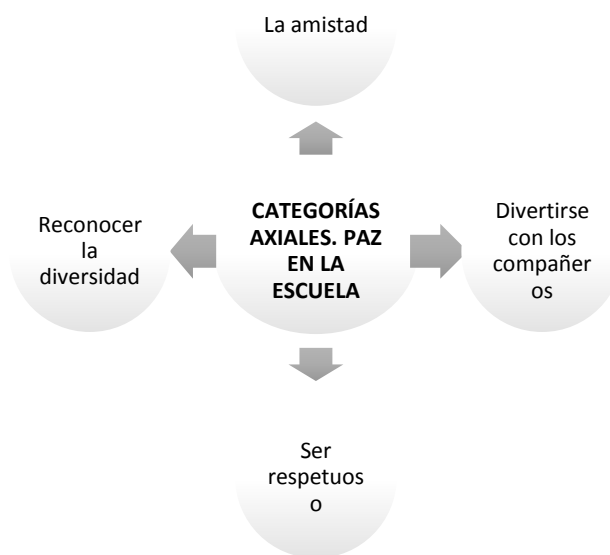 La amistad
Reconocer
la
diversidad
CATEGORÍAS
AXIALES. PAZ
EN LA
ESCUELA
Divertirse
con los
compañer
os
Ser
respetuos
o